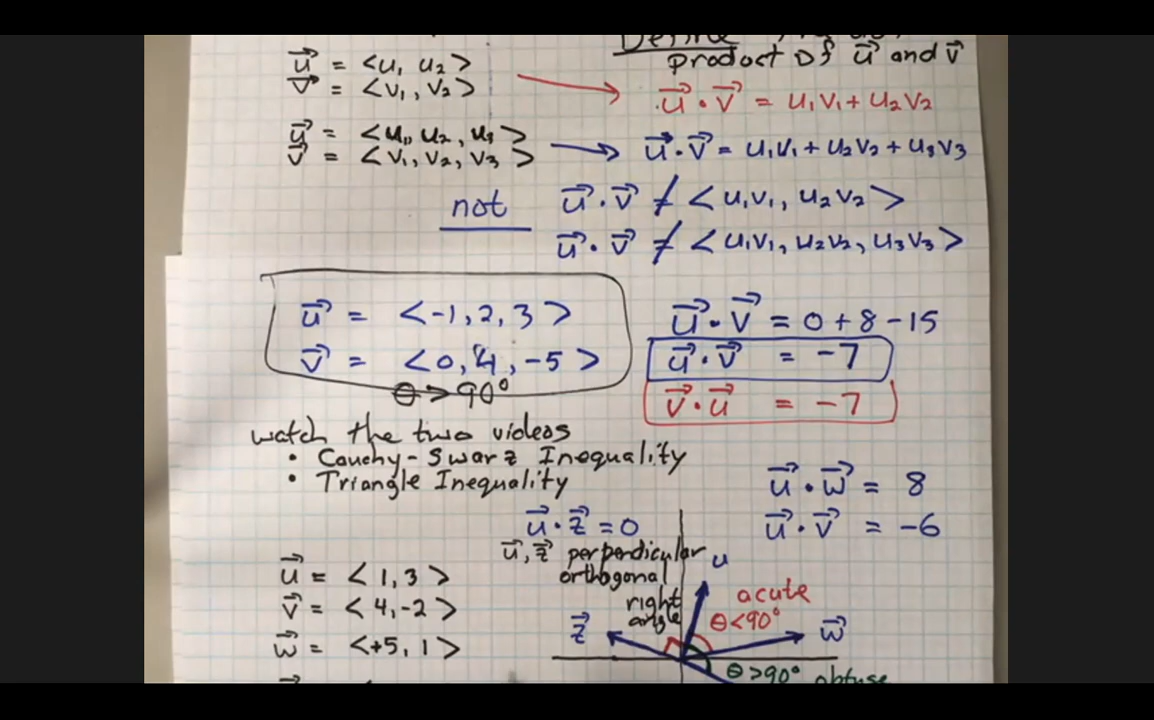 Define
product of u⃗ and v⃗
u⃗ = <u₁ u₂>
v⃗ = <v₁, v₂>
u⃗ · v⃗ = u₁v₁ + u₂v₂
u⃗ = <u₁, u₂, u₃>
v⃗ = <v₁, v₂, v₃>
u⃗ · v⃗ = u₁v₁ + u₂v₂ + u₃v₃
not u⃗ · v⃗ ≠ <u₁v₁, u₂v₂>
u⃗ · v⃗ ≠ <u₁v₁, u₂v₂, u₃v₃>
u⃗ = <-1, 2, 3>
v⃗ = <0, 4, -5>
θ > 90°
u⃗ · v⃗ = 0 + 8 - 15
u⃗ · v⃗ = -7
v⃗ · u⃗ = -7
watch the two videos
• Cauchy-Swarz Inequality
• Triangle Inequality
u⃗ · w⃗ = 8
u⃗ · v⃗ = -6
u⃗ · z⃗ = 0
u⃗, z⃗ perpendicular
orthogonal
right
angle
u⃗ = <1, 3>
v⃗ = <4, -2>
w⃗ = <+5, 1>
u
acute
θ < 90°
z⃗
w⃗
θ > 90° obtuse